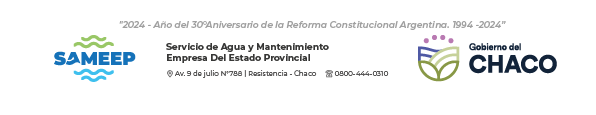 "2024 - Año del 30°Aniversario de la Reforma Constitucional Argentina. 1994 -2024"
SAMEEP
Servicio de Agua y Mantenimiento
Empresa Del Estado Provincial
Av. 9 de julio N°788 | Resistencia - Chaco 0800-444-0310
Gobierno del
CHACO